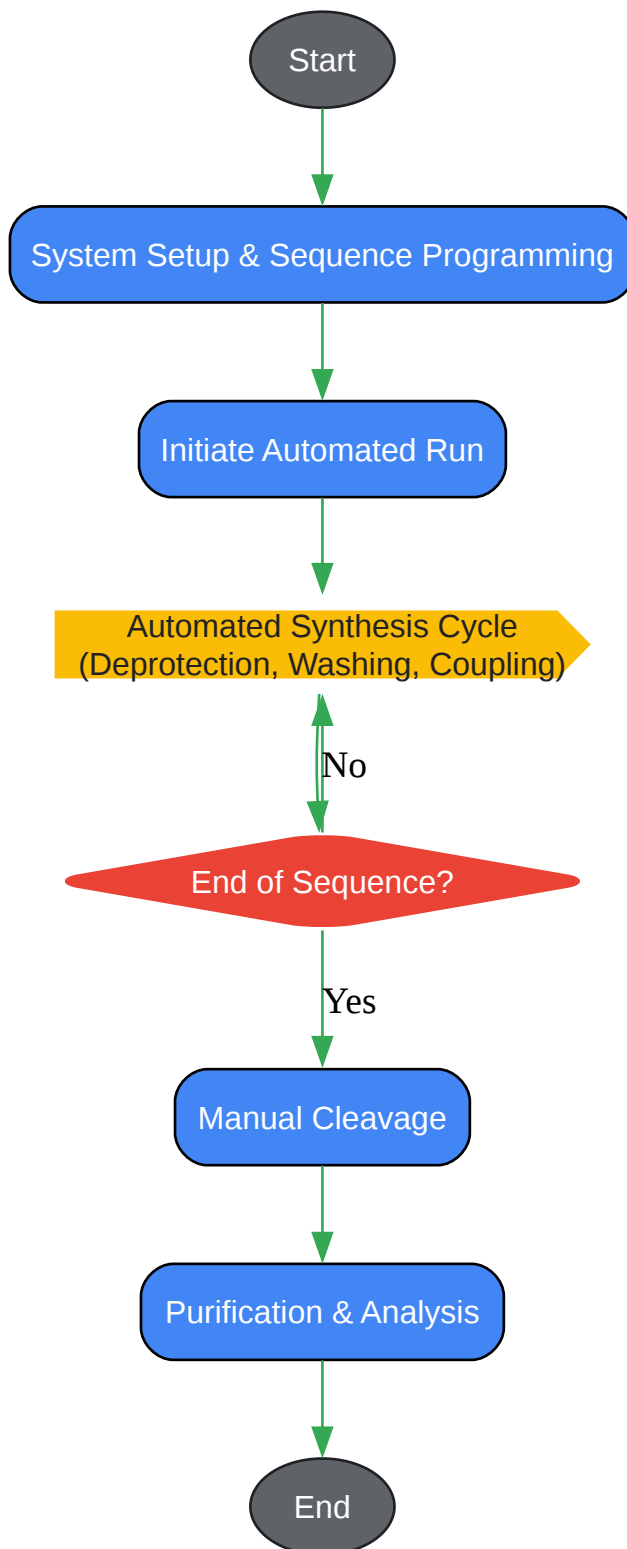 Start
System Setup & Sequence Programming
Initiate Automated Run
Automated Synthesis Cycle
(Deprotection, Washing, Coupling)
No
End of Sequence?
Yes
Manual Cleavage
Purification & Analysis
End